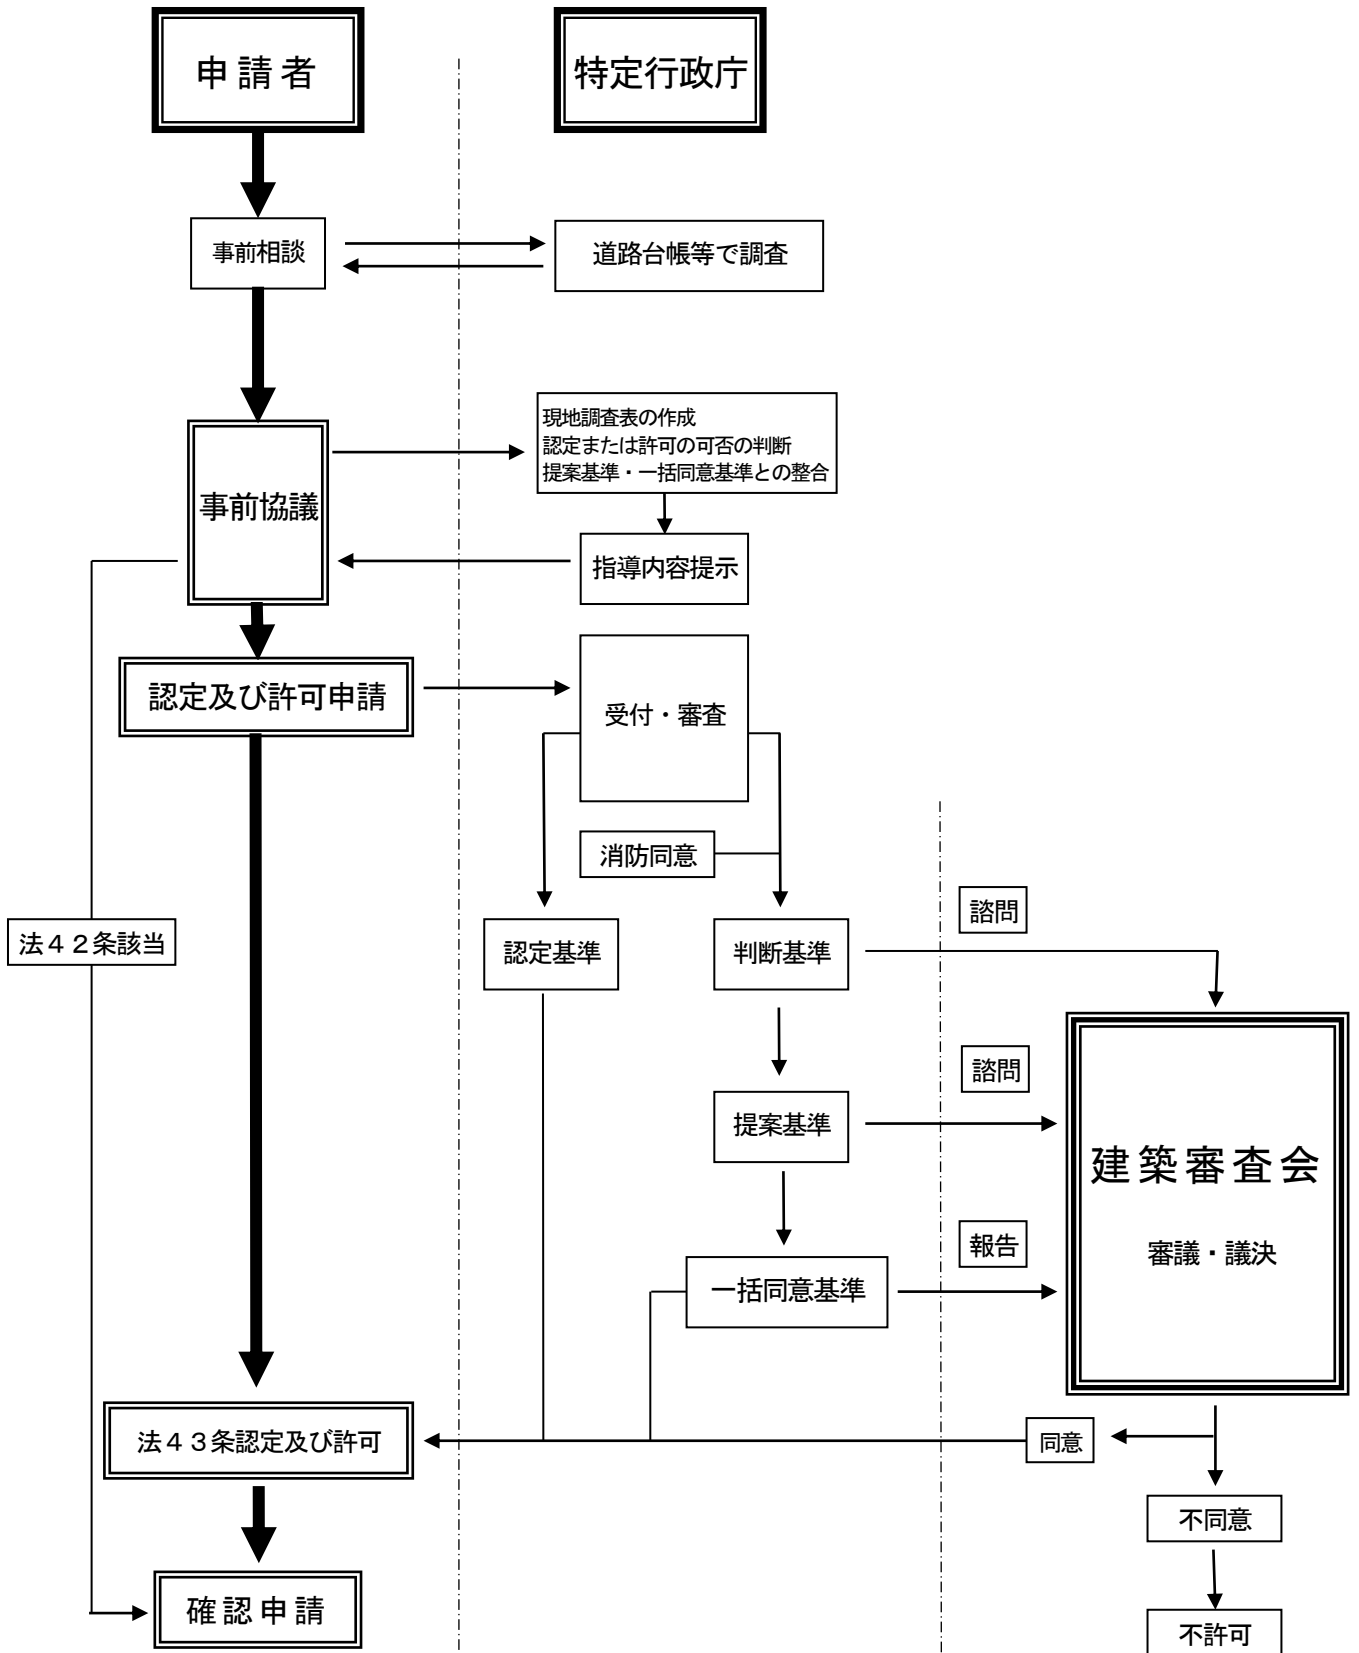 申請者
特定行政庁
事前相談
道路台帳等で調査
現地調査表の作成
認定または許可の可否の判断
提案基準・一括同意基準との整合
事前協議
指導内容提示
認定及び許可申請
受付・審査
消防同意
法４２条該当
認定基準
判断基準
諮問
諮問
提案基準
建築審査会
審議・議決
報告
一括同意基準
法４３条認定及び許可
同意
不同意
確認申請
不許可